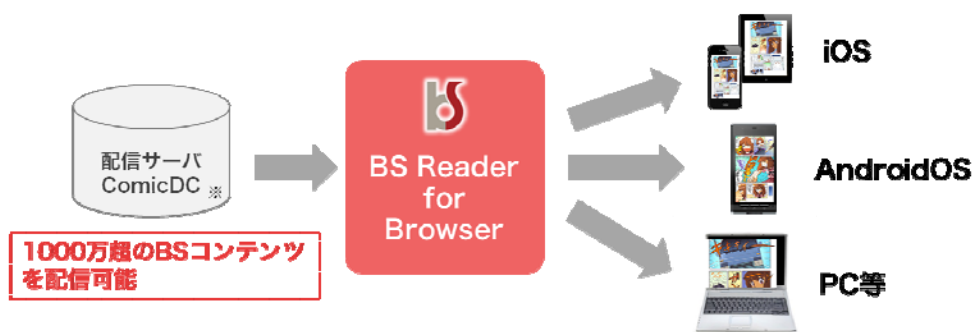 配信サーバ
ComicDC ※
1000万超のBSコンテンツ
を配信可能
bs
BS Reader
for
Browser
iOS
AndroidOS
PC等